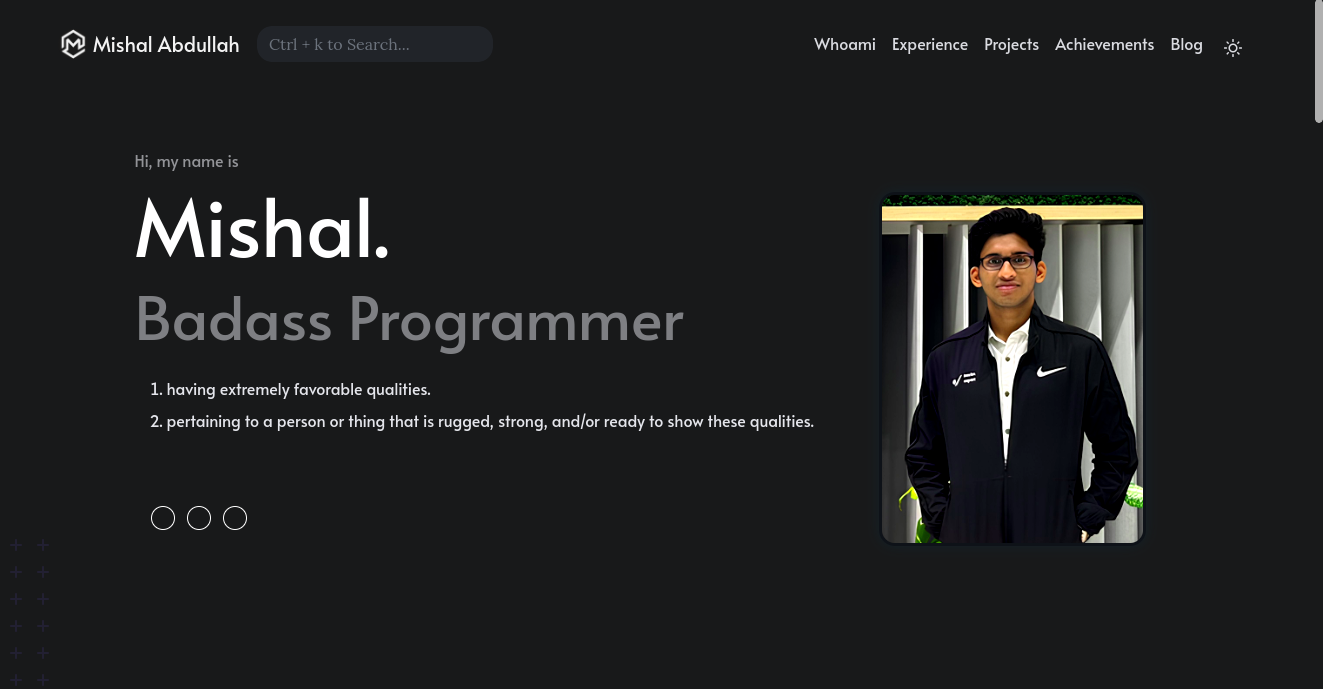 Mishal Abdullah
Ctrl + k to Search...
Whoami Experience Projects Achievements Blog
Hi, my name is
Mishal.
Badass Programmer
1. having extremely favorable qualities.
2. pertaining to a person or thing that is rugged, strong, and/or ready to show these qualities.